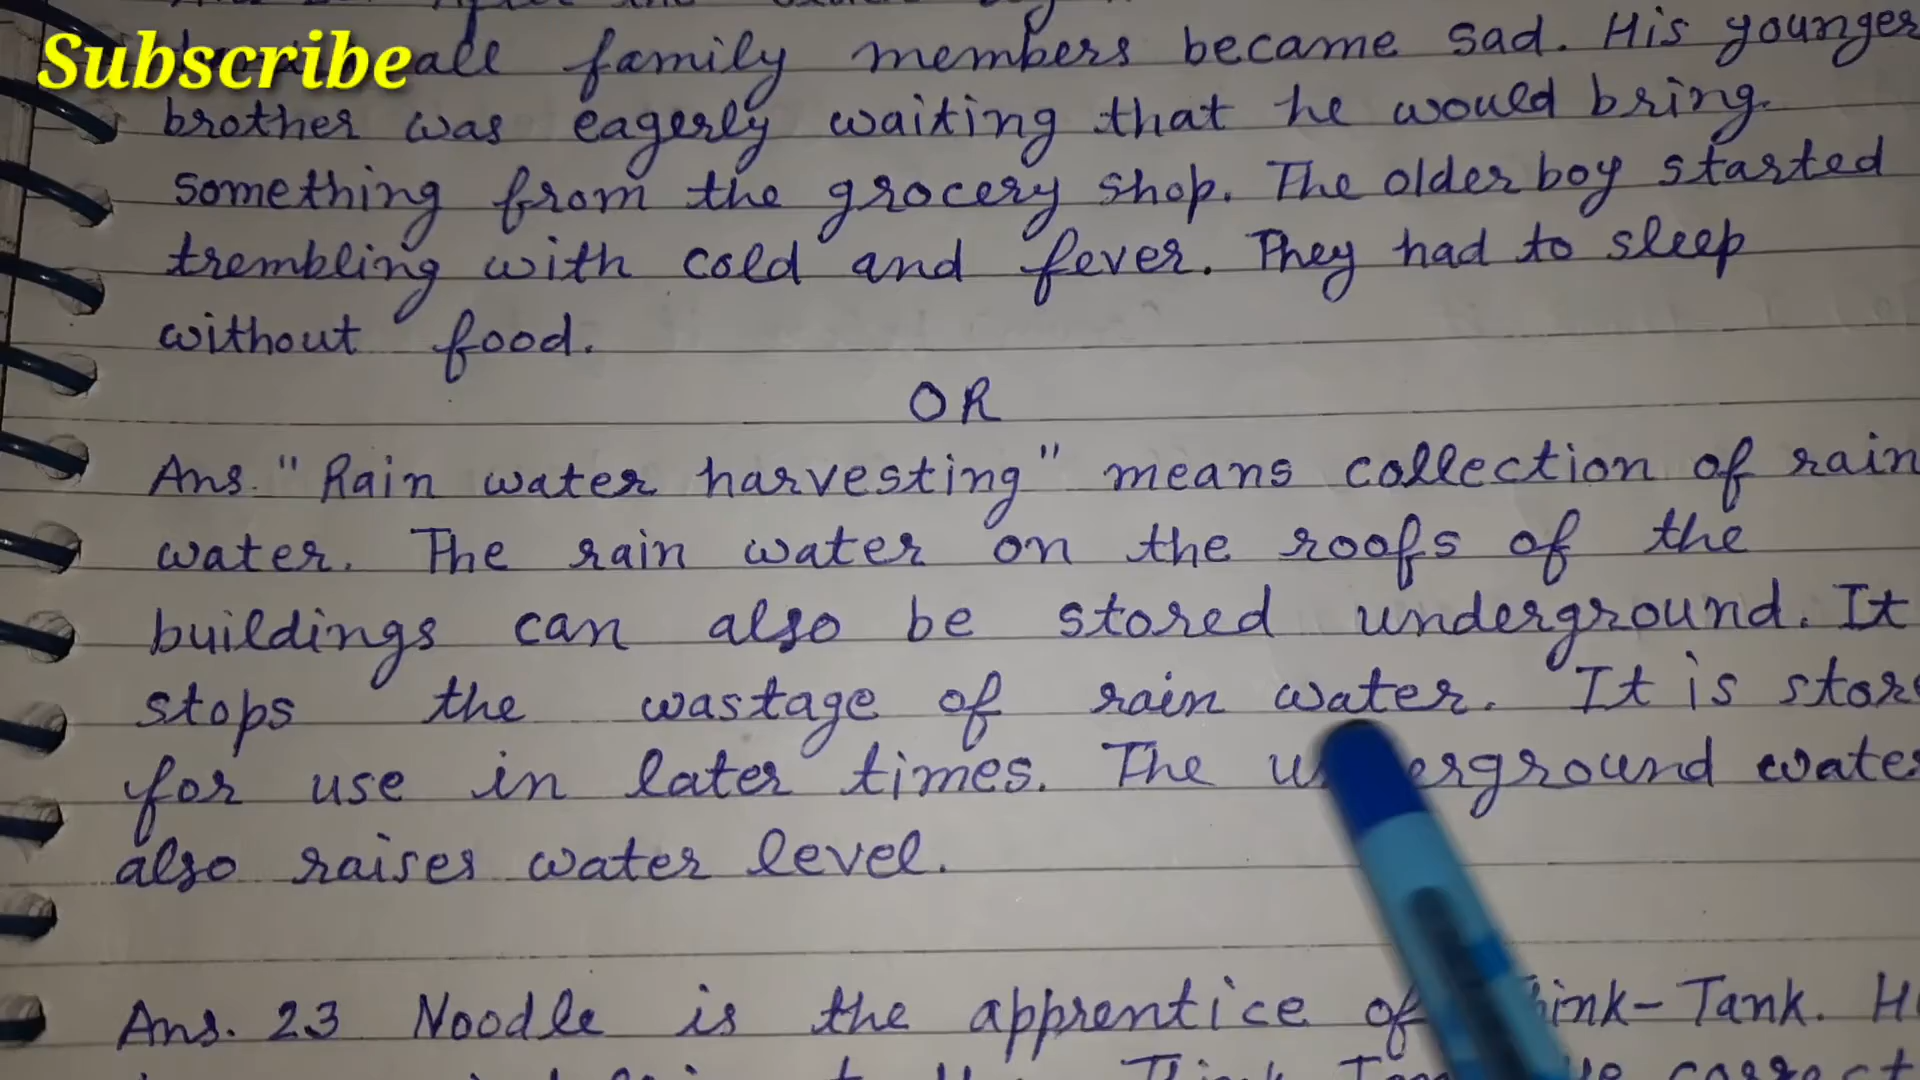 Subscribe
all family members became sad. His younger
brother was eagerly waiting that he would bring
something from the grocery shop. The older boy started
trembling with cold and fever. They had to sleep
without food.
OR
Ans. "Rain water harvesting" means collection of rain
water. The rain water on the roofs of the
buildings can also be stored underground. It
stops the wastage of rain water. It is
for use in later times. The
also raises water level.
Ans. 23 Noodle is the apprentice of Tank.